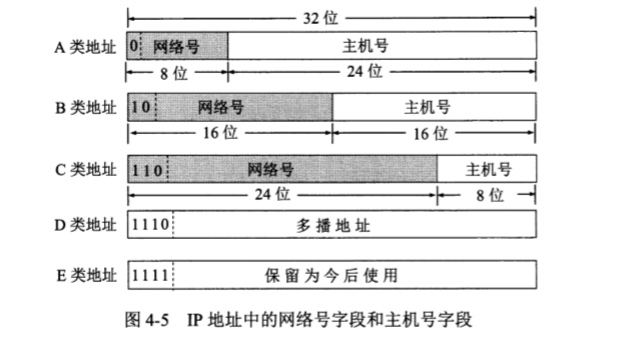 32 位
A 类地址 0 网络号 主机号
8 位 24 位
B 类地址 10 网络号 主机号
16 位 16 位
C 类地址 110 网络号 主机号
24 位 8 位
D 类地址 1110 多播地址
E 类地址 1111 保留为今后使用
图 4-5 IP 地址中的网络号字段和主机号字段